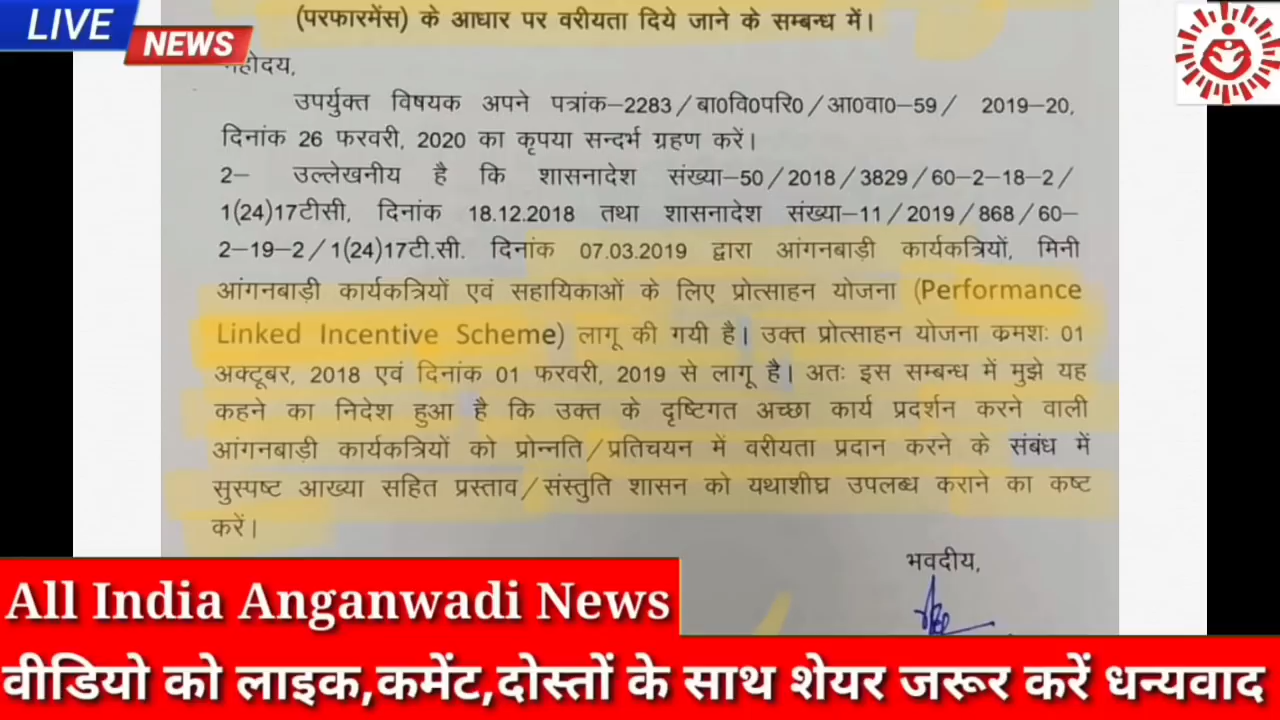 LIVE
NEWS
(परफारमेंस) के आधार पर वरीयता दिये जाने के सम्बन्ध में।
महोदय,
उपर्युक्त विषयक अपने पत्रांक-2283/बा0वि0परि0/आ0वा0-59/ 2019-20,
दिनांक 26 फरवरी, 2020 का कृपया सन्दर्भ ग्रहण करें।
2- उल्लेखनीय है कि शासनादेश संख्या-50/2018/3829/60-2-18-2/
1(24)17टीसी, दिनांक 18.12.2018 तथा शासनादेश संख्या-11/2019/868/60-
2-19-2/1(24)17टी.सी. दिनांक 07.03.2019 द्वारा आंगनबाड़ी कार्यकत्रियों, मिनी
आंगनबाड़ी कार्यकत्रियों एवं सहायिकाओं के लिए प्रोत्साहन योजना (Performance
Linked Incentive Scheme) लागू की गयी है। उक्त प्रोत्साहन योजना क्रमशः 01
अक्टूबर, 2018 एवं दिनांक 01 फरवरी, 2019 से लागू है। अतः इस सम्बन्ध में मुझे यह
कहने का निदेश हुआ है कि उक्त के दृष्टिगत अच्छा कार्य प्रदर्शन करने वाली
आंगनबाड़ी कार्यकत्रियों को प्रोन्नति/प्रतिचयन में वरीयता प्रदान करने के संबंध में
सुस्पष्ट आख्या सहित प्रस्ताव/संस्तुति शासन को यथाशीघ्र उपलब्ध कराने का कष्ट
करें।
भवदीय,
All India Anganwadi News
वीडियो को लाइक,कमेंट,दोस्तों के साथ शेयर जरूर करें धन्यवाद